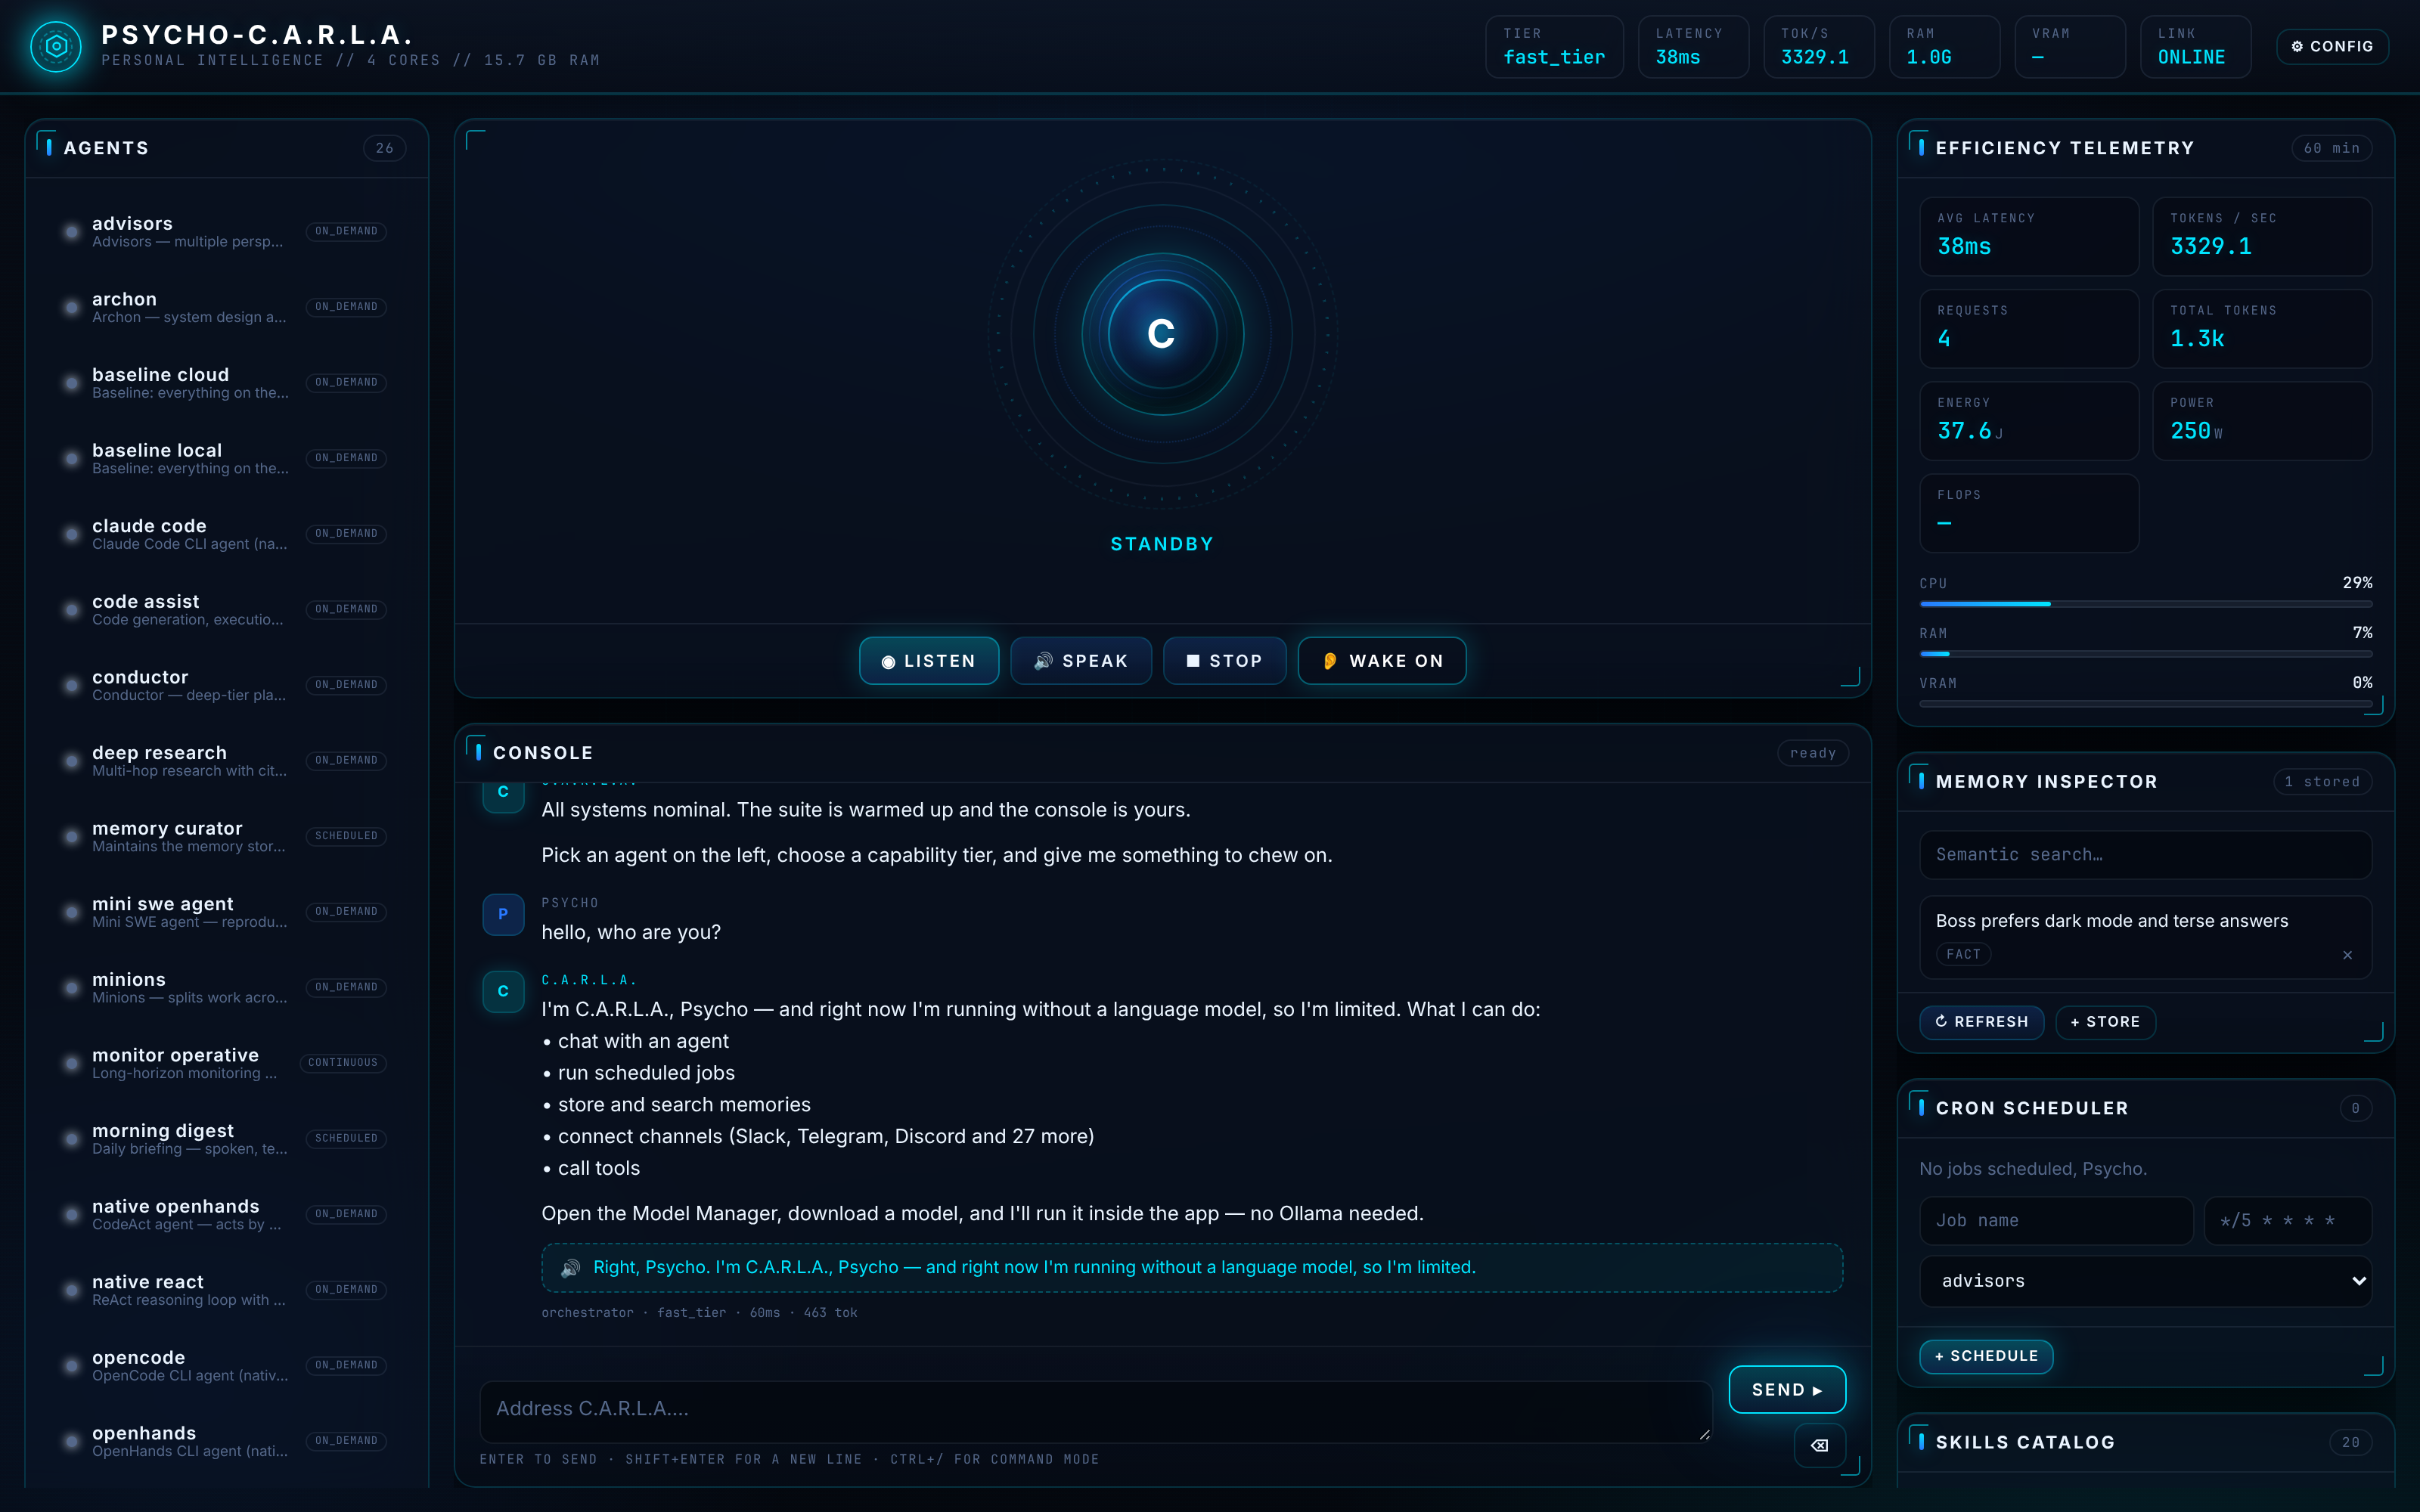 PSYCHO-C.A.R.L.A.
PERSONAL INTELLIGENCE // 4 CORES // 15.7 GB RAM
TIER
fast_tier
LATENCY
38ms
TOK/S
3329.1
RAM
1.0G
VRAM
—
LINK
ONLINE
⚙ CONFIG
AGENTS
26
advisors
Advisors — multiple persp...
ON_DEMAND
archon
Archon — system design a...
ON_DEMAND
baseline cloud
Baseline: everything on the...
ON_DEMAND
baseline local
Baseline: everything on the...
ON_DEMAND
claude code
Claude Code CLI agent (na...
ON_DEMAND
code assist
Code generation, executio...
ON_DEMAND
conductor
Conductor — deep-tier pla...
ON_DEMAND
deep research
Multi-hop research with cit...
ON_DEMAND
memory curator
Maintains the memory stor...
SCHEDULED
mini swe agent
Mini SWE agent — reprodu...
ON_DEMAND
minions
Minions — splits work acro...
ON_DEMAND
monitor operative
Long-horizon monitoring ...
CONTINUOUS
morning digest
Daily briefing — spoken, te...
SCHEDULED
native openhands
CodeAct agent — acts by ...
ON_DEMAND
native react
ReAct reasoning loop with ...
ON_DEMAND
opencode
OpenCode CLI agent (nativ...
ON_DEMAND
openhands
OpenHands CLI agent (nati...
ON_DEMAND
C
STANDBY
◉ LISTEN
🔊 SPEAK
■ STOP
👂 WAKE ON
CONSOLE
ready
C
All systems nominal. The suite is warmed up and the console is yours.
Pick an agent on the left, choose a capability tier, and give me something to chew on.
P
PSYCHO
hello, who are you?
C
C.A.R.L.A.
I'm C.A.R.L.A., Psycho — and right now I'm running without a language model, so I'm limited. What I can do:
• chat with an agent
• run scheduled jobs
• store and search memories
• connect channels (Slack, Telegram, Discord and 27 more)
• call tools
Open the Model Manager, download a model, and I'll run it inside the app — no Ollama needed.
🔊 Right, Psycho. I'm C.A.R.L.A., Psycho — and right now I'm running without a language model, so I'm limited.
orchestrator · fast_tier · 60ms · 463 tok
Address C.A.R.L.A....
SEND ▸
⌫
ENTER TO SEND · SHIFT+ENTER FOR A NEW LINE · CTRL+/ FOR COMMAND MODE
EFFICIENCY TELEMETRY
60 min
AVG LATENCY
38ms
TOKENS / SEC
3329.1
REQUESTS
4
TOTAL TOKENS
1.3k
ENERGY
37.6 J
POWER
250 W
FLOPS
—
CPU
29%
RAM
7%
VRAM
0%
MEMORY INSPECTOR
1 stored
Semantic search…
Boss prefers dark mode and terse answers
FACT
×
↻ REFRESH
+ STORE
CRON SCHEDULER
0
No jobs scheduled, Psycho.
Job name
*/5 * * * *
advisors
+ SCHEDULE
SKILLS CATALOG
20